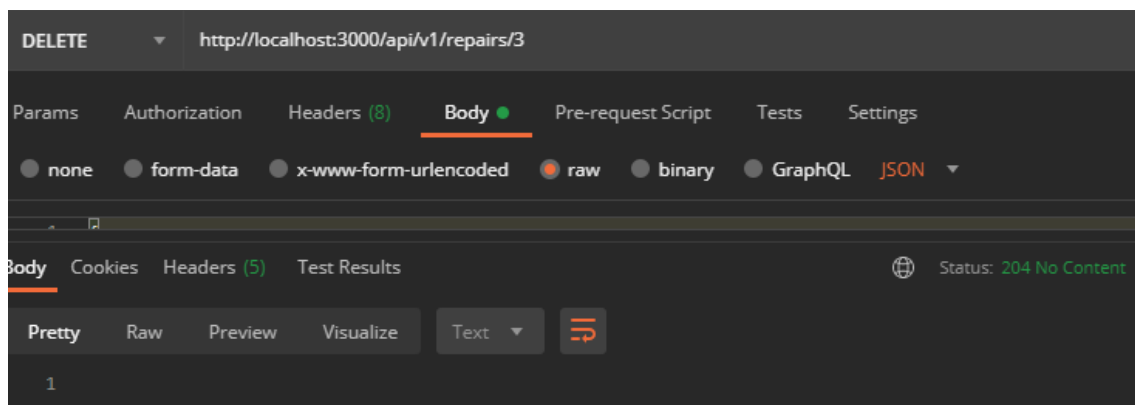 DELETE http://localhost:3000/api/v1/repairs/3
Params Authorization Headers (8) Body Pre-request Script Tests Settings
none form-data x-www-form-urlencoded raw binary GraphQL JSON
Body Cookies Headers (5) Test Results Status: 204 No Content
Pretty Raw Preview Visualize Text
1